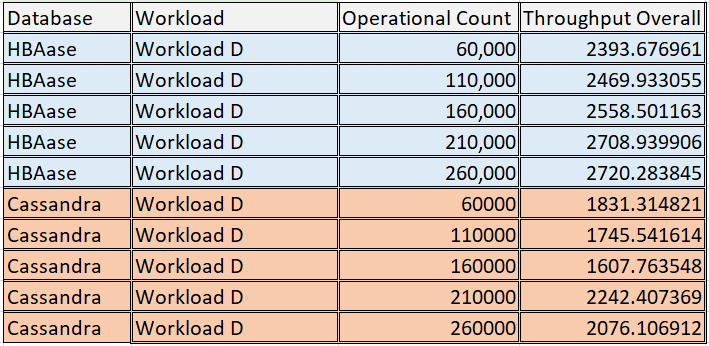 Database Workload Operational Count Throughput Overall
HBAase Workload D 60,000 2393.676961
HBAase Workload D 110,000 2469.933055
HBAase Workload D 160,000 2558.501163
HBAase Workload D 210,000 2708.939906
HBAase Workload D 260,000 2720.283845
Cassandra Workload D 60000 1831.314821
Cassandra Workload D 110000 1745.541614
Cassandra Workload D 160000 1607.763548
Cassandra Workload D 210000 2242.407369
Cassandra Workload D 260000 2076.106912